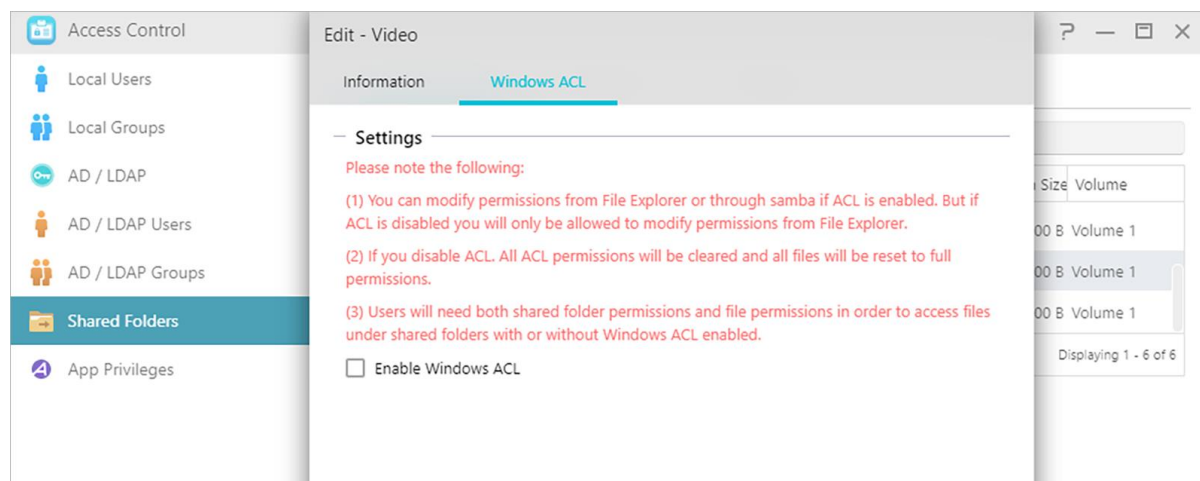 Access Control
Edit - Video
?
Local Users
Information
Windows ACL
Local Groups
Settings
AD / LDAP
Please note the following:
(1) You can modify permissions from File Explorer or through samba if ACL is enabled. But if
ACL is disabled you will only be allowed to modify permissions from File Explorer.
Size Volume
AD / LDAP Users
00 B Volume 1
(2) If you disable ACL. All ACL permissions will be cleared and all files will be reset to full
permissions.
AD / LDAP Groups
00 B Volume 1
(3) Users will need both shared folder permissions and file permissions in order to access files
under shared folders with or without Windows ACL enabled.
Shared Folders
00 B Volume 1
Enable Windows ACL
Displaying 1 - 6 of 6
App Privileges